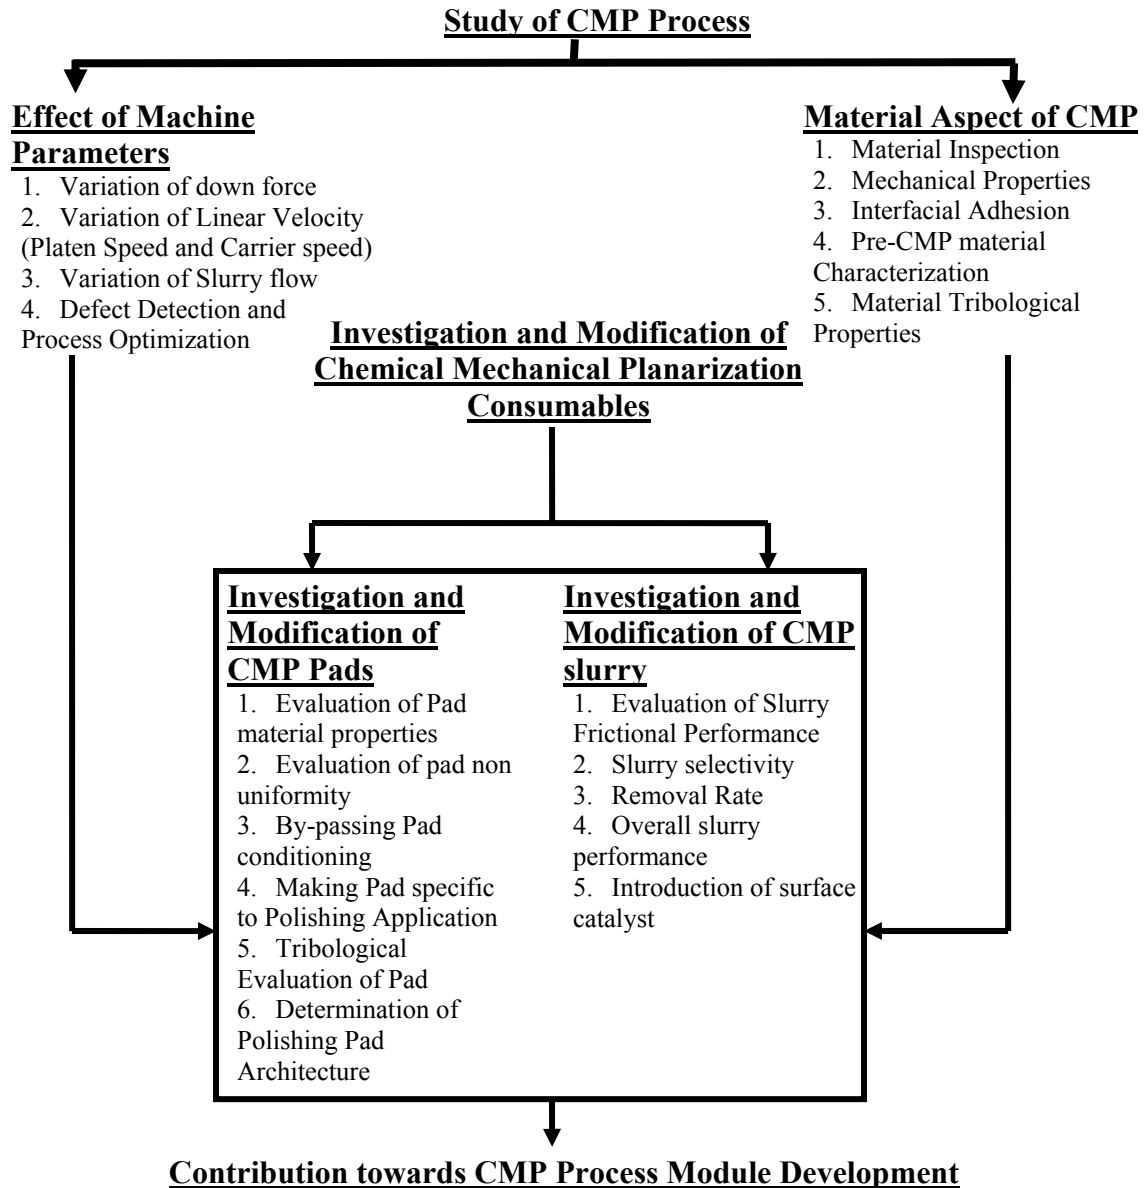 Study of CMP Process
Effect of Machine
Parameters
1. Variation of down force
2. Variation of Linear Velocity
(Platen Speed and Carrier speed)
3. Variation of Slurry flow
4. Defect Detection and
Process Optimization
Material Aspect of CMP
1. Material Inspection
2. Mechanical Properties
3. Interfacial Adhesion
4. Pre-CMP material
Characterization
5. Material Tribological
Properties
Investigation and Modification of
Chemical Mechanical Planarization
Consumables
Investigation and
Modification of
CMP Pads
1. Evaluation of Pad
material properties
2. Evaluation of pad non
uniformity
3. By-passing Pad
conditioning
4. Making Pad specific
to Polishing Application
5. Tribological
Evaluation of Pad
6. Determination of
Polishing Pad
Architecture
Investigation and
Modification of CMP
slurry
1. Evaluation of Slurry
Frictional Performance
2. Slurry selectivity
3. Removal Rate
4. Overall slurry
performance
5. Introduction of surface
catalyst
Contribution towards CMP Process Module Development